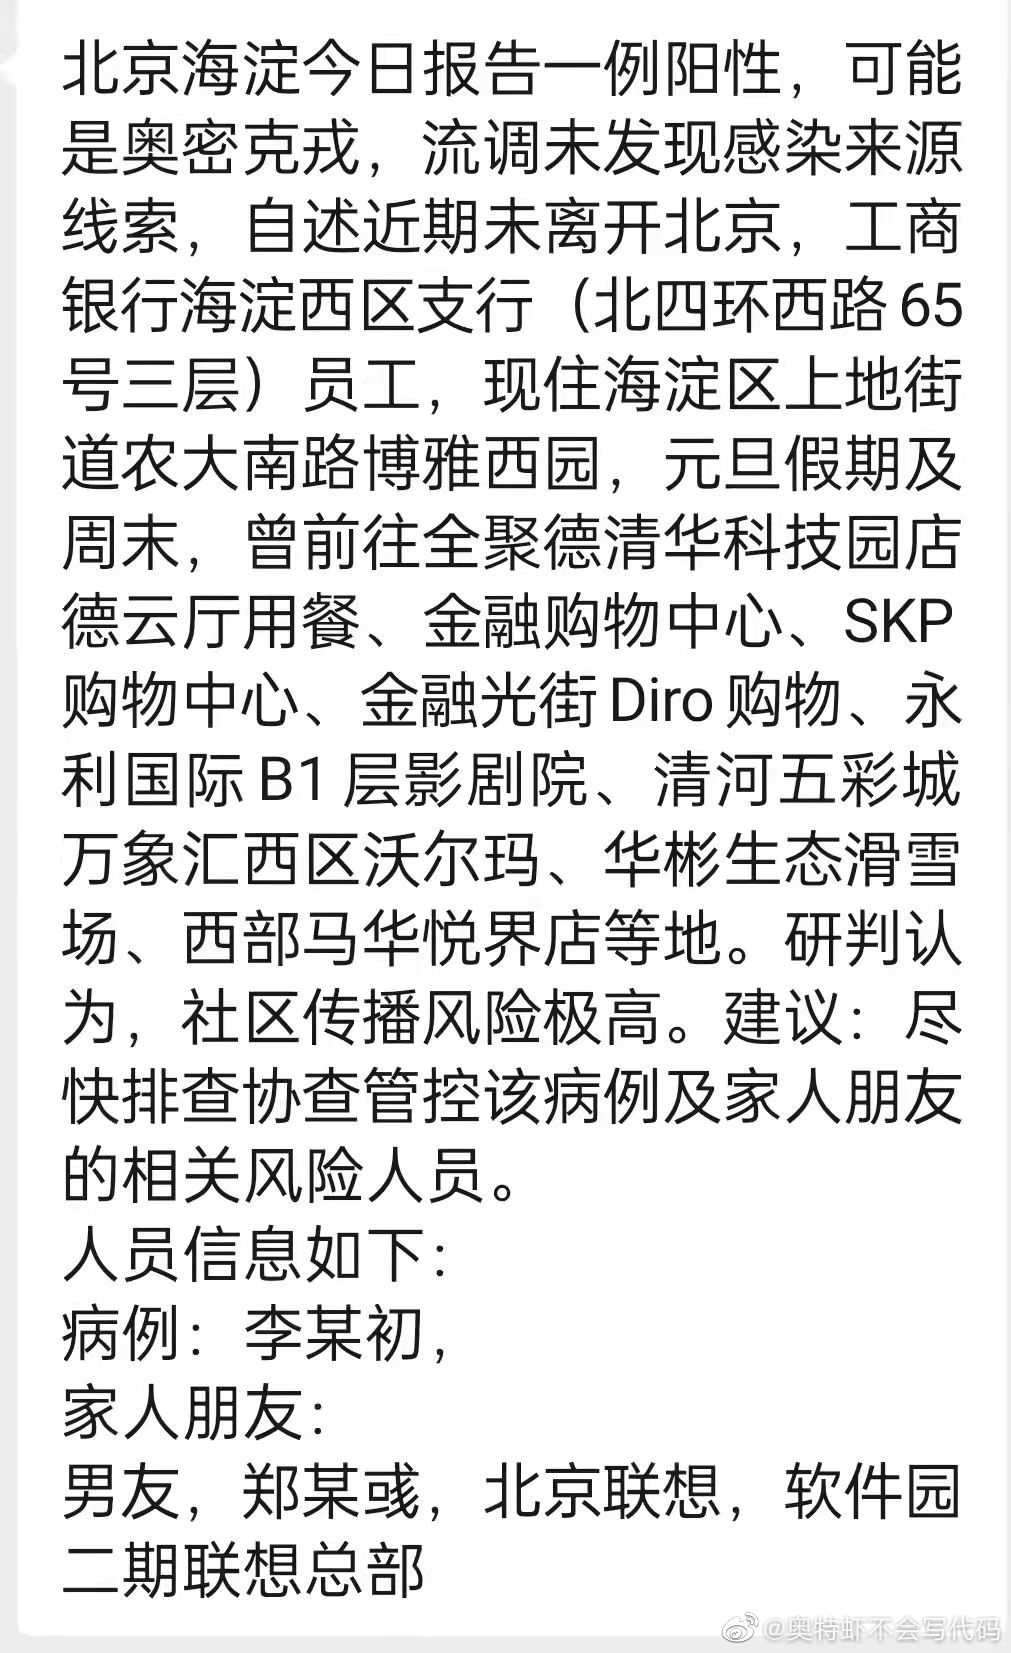 北京海淀今日报告一例阳性，可能
是奥密克戎，流调未发现感染来源
线索，自述近期未离开北京，工商
银行海淀西区支行（北四环西路65
号三层）员工，现住海淀区上地街
道农大南路博雅西园，元旦假期及
周末，曾前往全聚德清华科技园店
德云厅用餐、金融购物中心、SKP
购物中心、金融光街Diro购物、永
利国际B1层影剧院、清河五彩城
万象汇西区沃尔玛、华彬生态滑雪
场、西部马华悦界店等地。研判认
为，社区传播风险极高。建议：尽
快排查协查管控该病例及家人朋友
的相关风险人员。
人员信息如下：
病例：李某初，
家人朋友：
男友，郑某彧，北京联想，软件园
二期联想总部
@奥特虾不会写代码